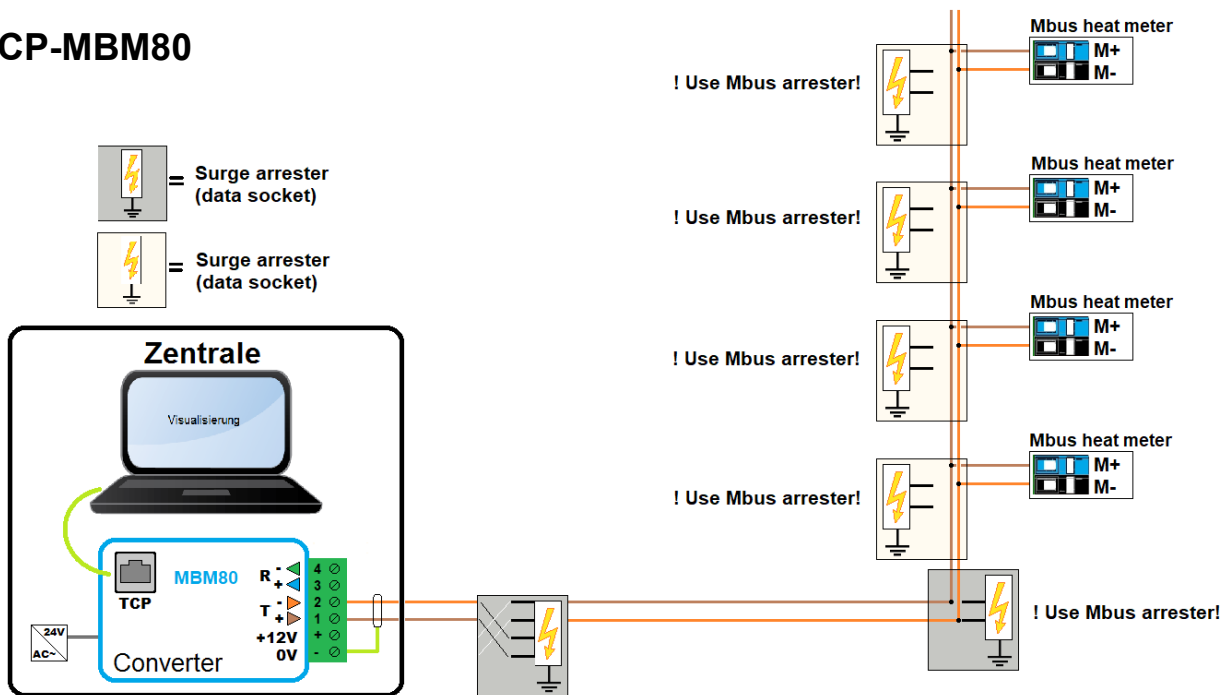 CP-MBM80
= Surge arrester
(data socket)
= Surge arrester
(data socket)
Zentrale
Visualisierung
TCP
MBM80
Converter
24V
AC~
R - 4
+ 3
T - 2
+ 1
+12V +
0V -
! Use Mbus arrester!
Mbus heat meter
M+
M-
! Use Mbus arrester!
Mbus heat meter
M+
M-
! Use Mbus arrester!
Mbus heat meter
M+
M-
! Use Mbus arrester!
Mbus heat meter
M+
M-
! Use Mbus arrester!